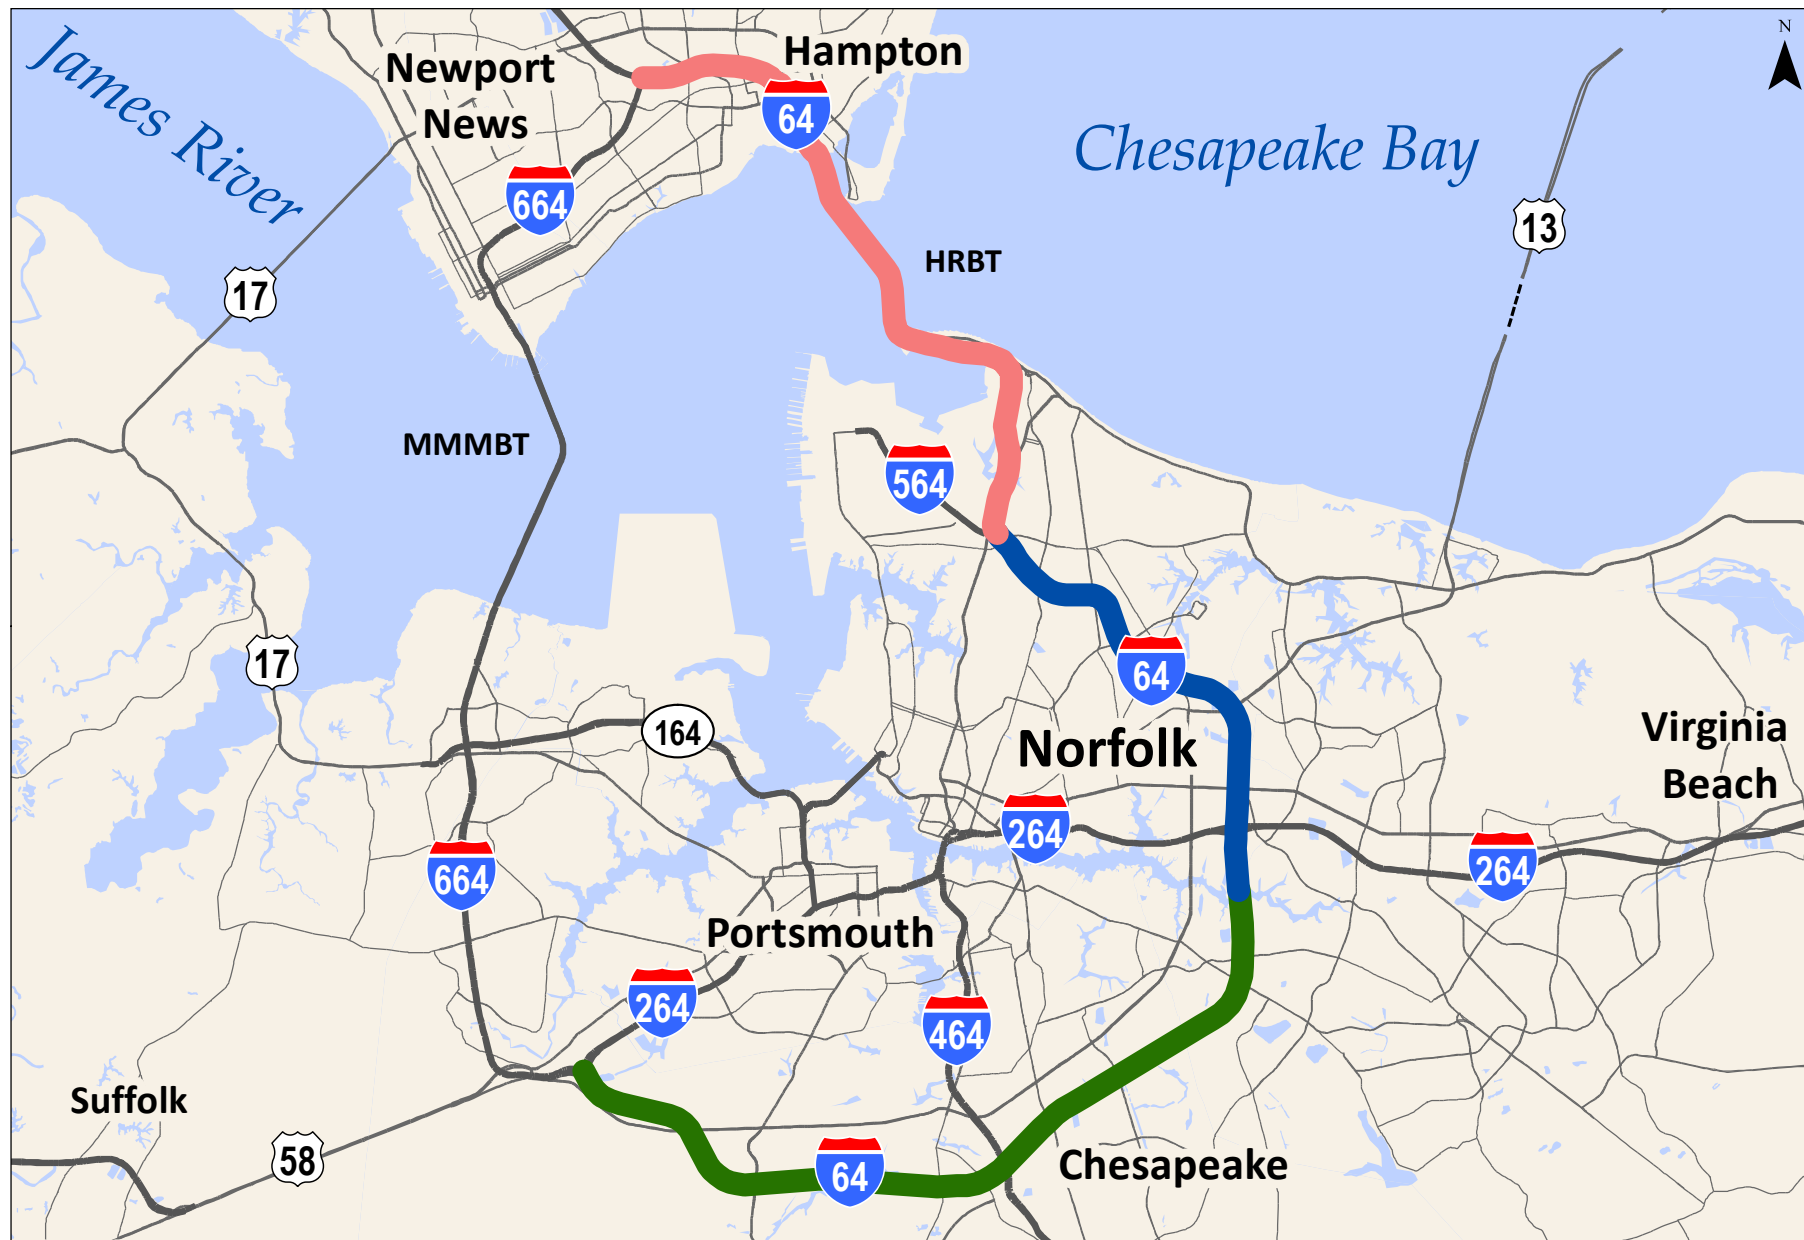 N
James River
Newport
News
Hampton
64
Chesapeake Bay
664
13
HRBT
17
MMMBT
564
17
64
164
Norfolk
Virginia
Beach
264
264
664
Portsmouth
264
464
Suffolk
58
64
Chesapeake